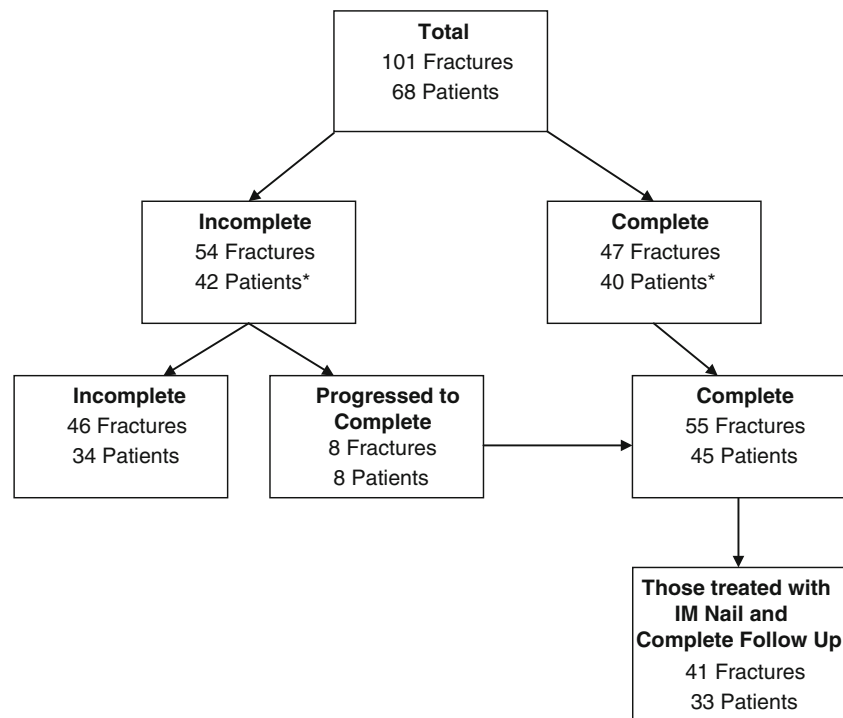 Total
101 Fractures
68 Patients
Incomplete
54 Fractures
42 Patients*
Complete
47 Fractures
40 Patients*
Incomplete
46 Fractures
34 Patients
Progressed to
Complete
8 Fractures
8 Patients
Complete
55 Fractures
45 Patients
Those treated with
IM Nail and
Complete Follow Up
41 Fractures
33 Patients